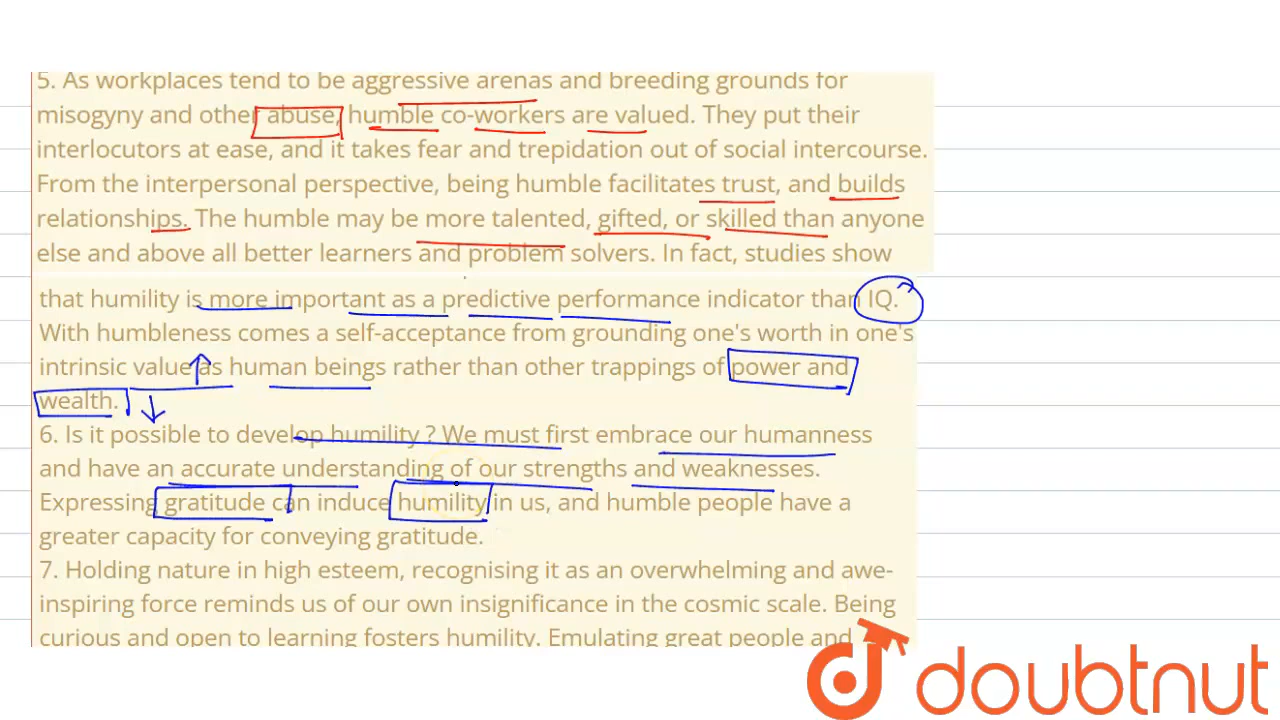 5. As workplaces tend to be aggressive arenas and breeding grounds for
misogyny and other abuse, humble co-workers are valued. They put their
interlocutors at ease, and it takes fear and trepidation out of social intercourse.
From the interpersonal perspective, being humble facilitates trust, and builds
relationships. The humble may be more talented, gifted, or skilled than anyone
else and above all better learners and problem solvers. In fact, studies show
that humility is more important as a predictive performance indicator than IQ.
With humbleness comes a self-acceptance from grounding one's worth in one's
intrinsic value as human beings rather than other trappings of power and
wealth.
6. Is it possible to develop humility ? We must first embrace our humanness
and have an accurate understanding of our strengths and weaknesses.
Expressing gratitude can induce humility in us, and humble people have a
greater capacity for conveying gratitude.
7. Holding nature in high esteem, recognising it as an overwhelming and awe-
inspiring force reminds us of our own insignificance in the cosmic scale. Being
curious and open to learning fosters humility. Emulating great people and
doubtnut